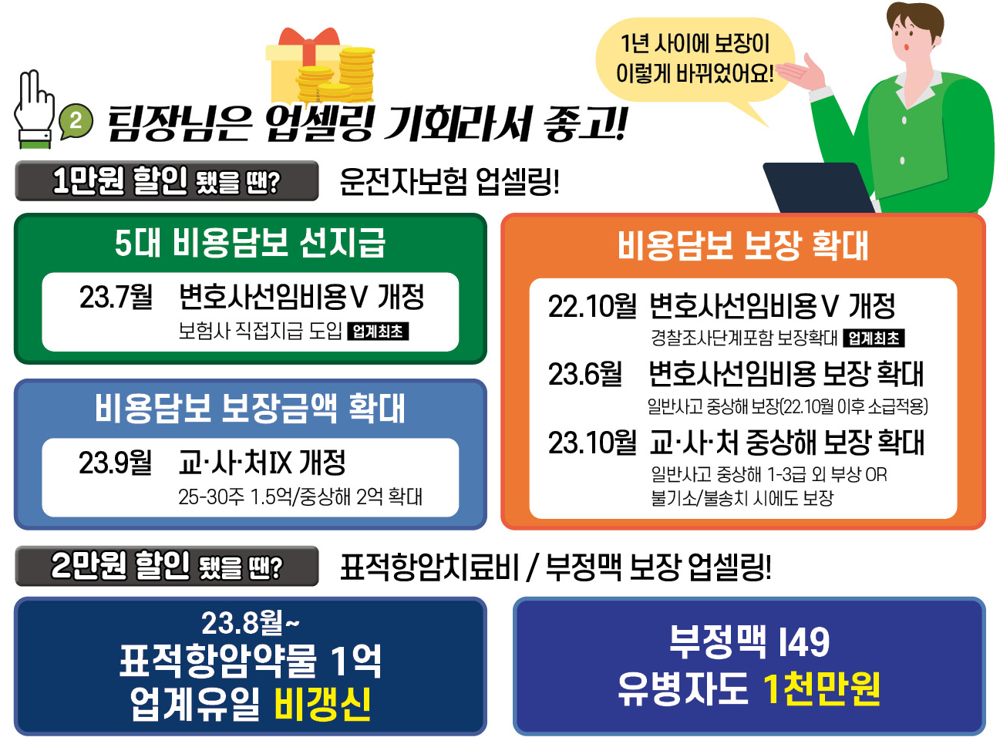 1년 사이에 보장이
이렇게 바뀌었어요!
2 팀장님은 업셀링 기회라서 좋고!
1만원 할인 됐을 땐? 운전자보험 업셀링!
5대 비용담보 선지급
23.7월 변호사선임비용Ⅴ 개정
보험사 직접지급 도입 업계최초
비용담보 보장금액 확대
23.9월 교·사·처Ⅸ 개정
25-30주 1.5억/중상해 2억 확대
비용담보 보장 확대
22.10월 변호사선임비용Ⅴ 개정
경찰조사단계포함 보장확대 업계최초
23.6월 변호사선임비용 보장 확대
일반사고 중상해 보장(22.10월 이후 소급적용)
23.10월 교·사·처 중상해 보장 확대
일반사고 중상해 1-3급 외 부상 OR
불기소/불송치 시에도 보장
2만원 할인 됐을 땐? 표적항암치료비 / 부정맥 보장 업셀링!
23.8월~
표적항암약물 1억
업계유일 비갱신
부정맥 I49
유병자도 1천만원